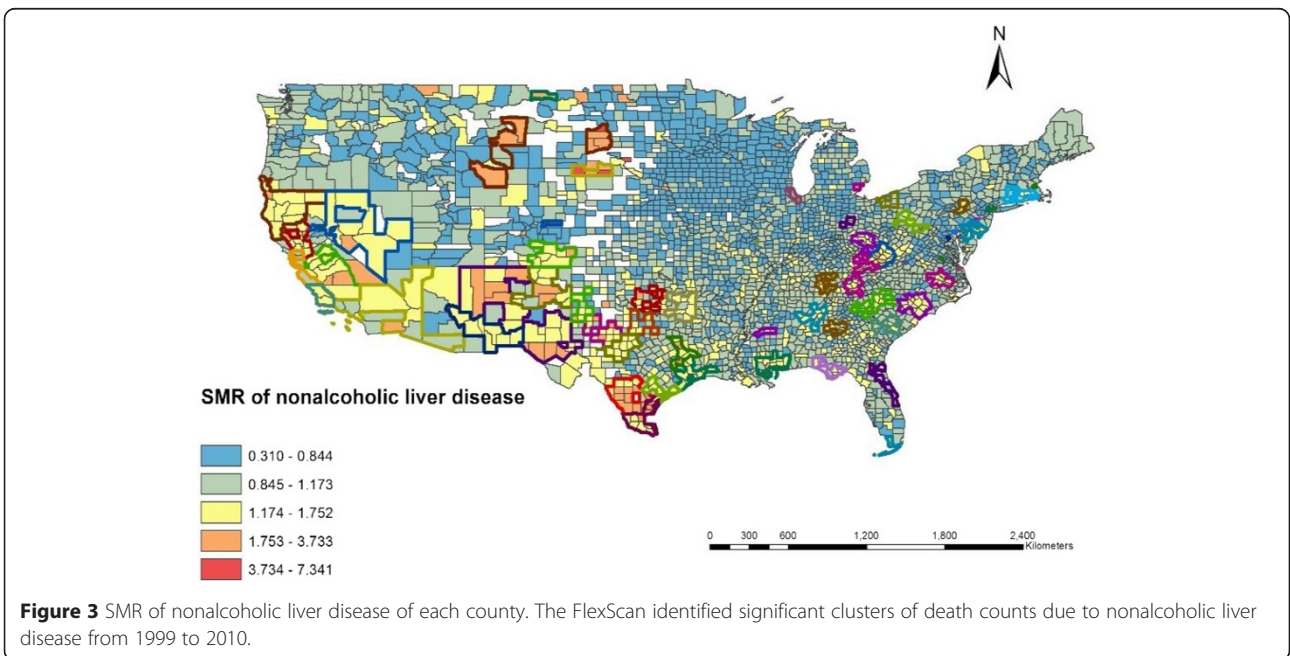 N
SMR of nonalcoholic liver disease
0.310 - 0.844
0.845 - 1.173
1.174 - 1.752
1.753 - 3.733
3.734 - 7.341
0 300 600 1,200 1,800 2,400
Kilometers
Figure 3 SMR of nonalcoholic liver disease of each county. The FlexScan identified significant clusters of death counts due to nonalcoholic liver
disease from 1999 to 2010.